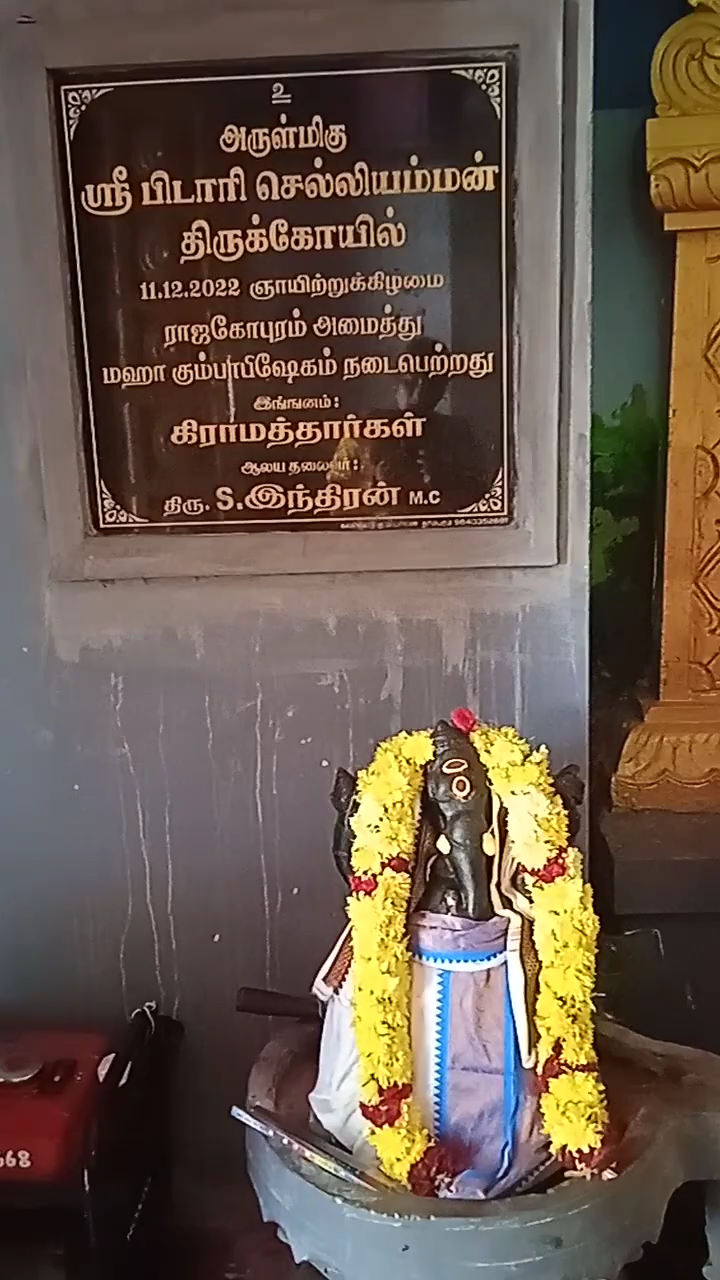 உ
அருள்மிகு
ஸ்ரீ பிடாரி செல்லியம்மன்
திருக்கோயில்
11.12.2022 ஞாயிற்றுக்கிழமை
ராஜகோபுரம் அமைத்து
மஹா கும்பாபிஷேகம் நடைபெற்றது
இங்ஙனம் :
கிராமத்தார்கள்
ஆலய தலைவர் :
திரு. S.இந்திரன் M.C
668